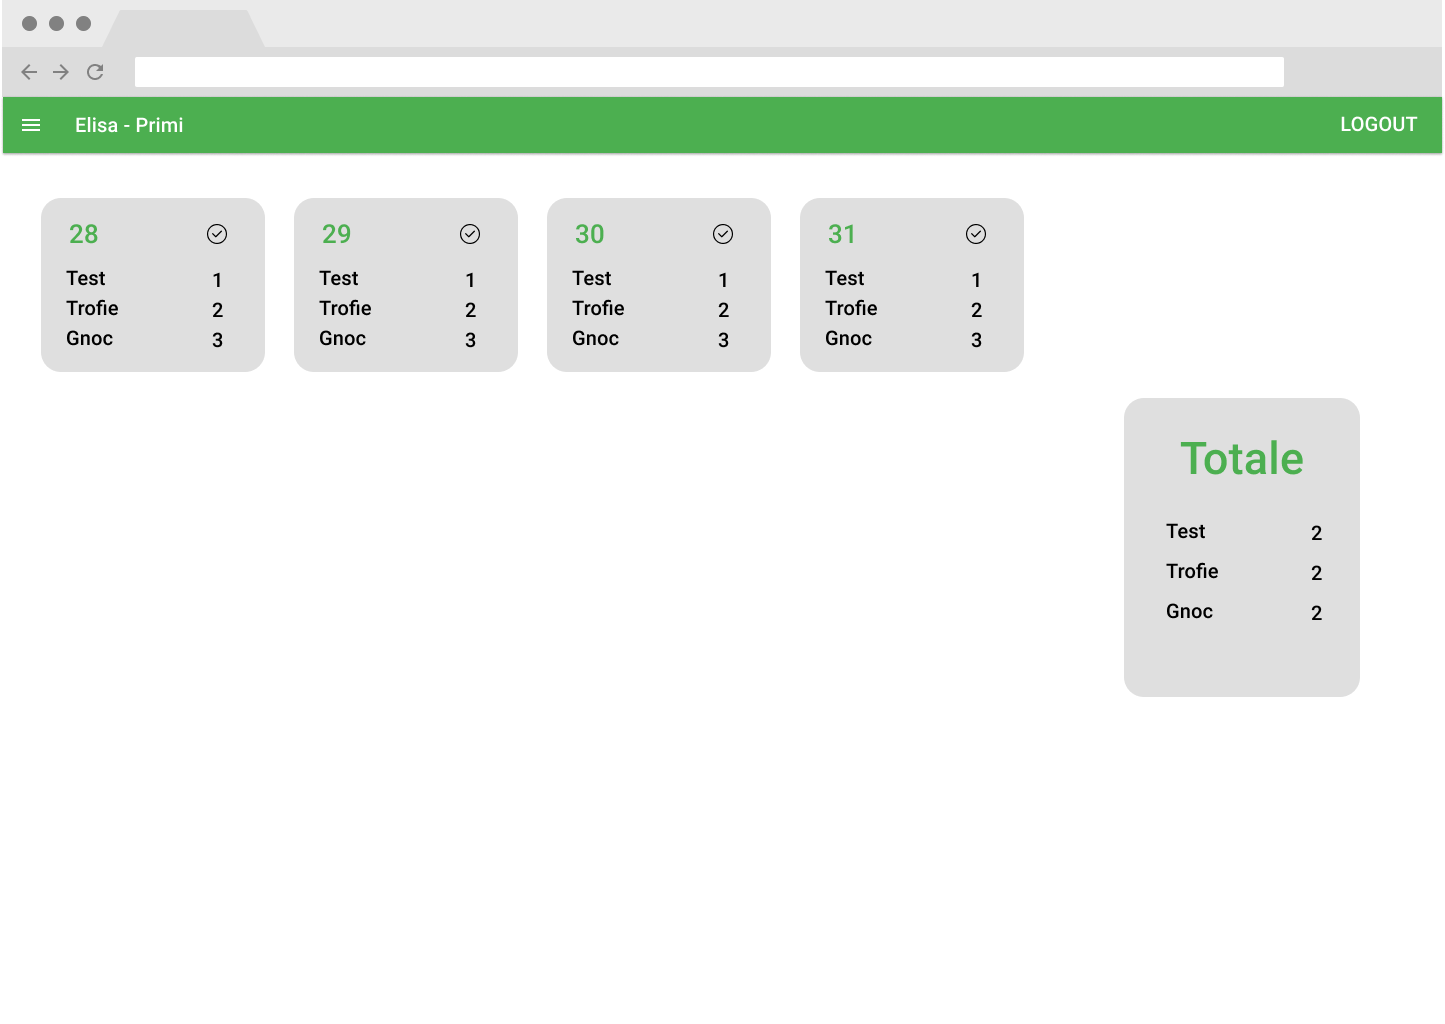 Elisa - Primi
LOGOUT
28
Test 1
Trofie 2
Gnoc 3
29
Test 1
Trofie 2
Gnoc 3
30
Test 1
Trofie 2
Gnoc 3
31
Test 1
Trofie 2
Gnoc 3
Totale
Test 2
Trofie 2
Gnoc 2